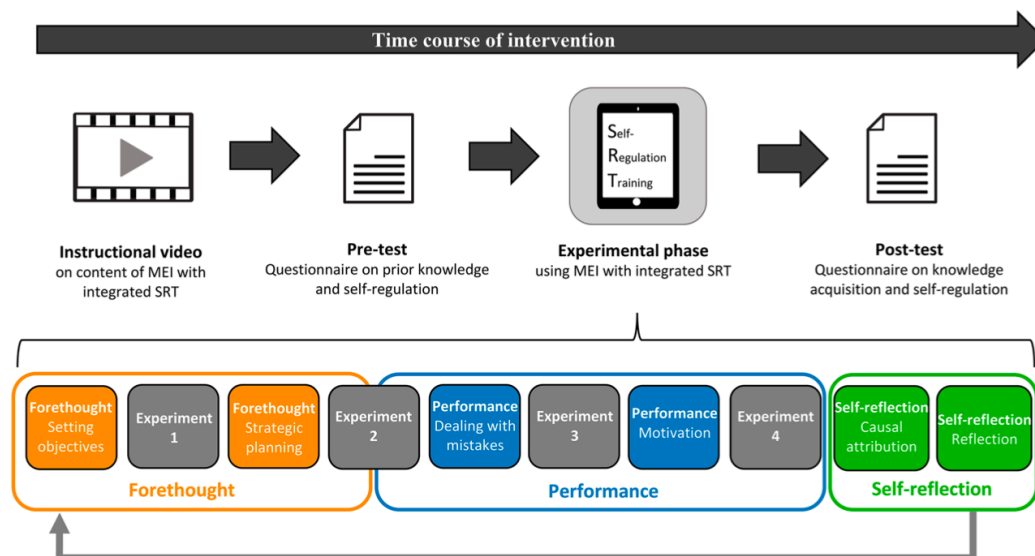 Time course of intervention
Self-
Regulation
Training
Instructional video
on content of MEI with
integrated SRT
Pre-test
Questionnaire on prior knowledge
and self-regulation
Experimental phase
using MEI with integrated SRT
Post-test
Questionnaire on knowledge
acquisition and self-regulation
Forethought
Setting
objectives
Experiment
1
Forethought
Strategic
planning
Experiment
2
Performance
Dealing with
mistakes
Experiment
3
Performance
Motivation
Experiment
4
Self-reflection
Causal
attribution
Self-reflection
Reflection
Forethought
Performance
Self-reflection